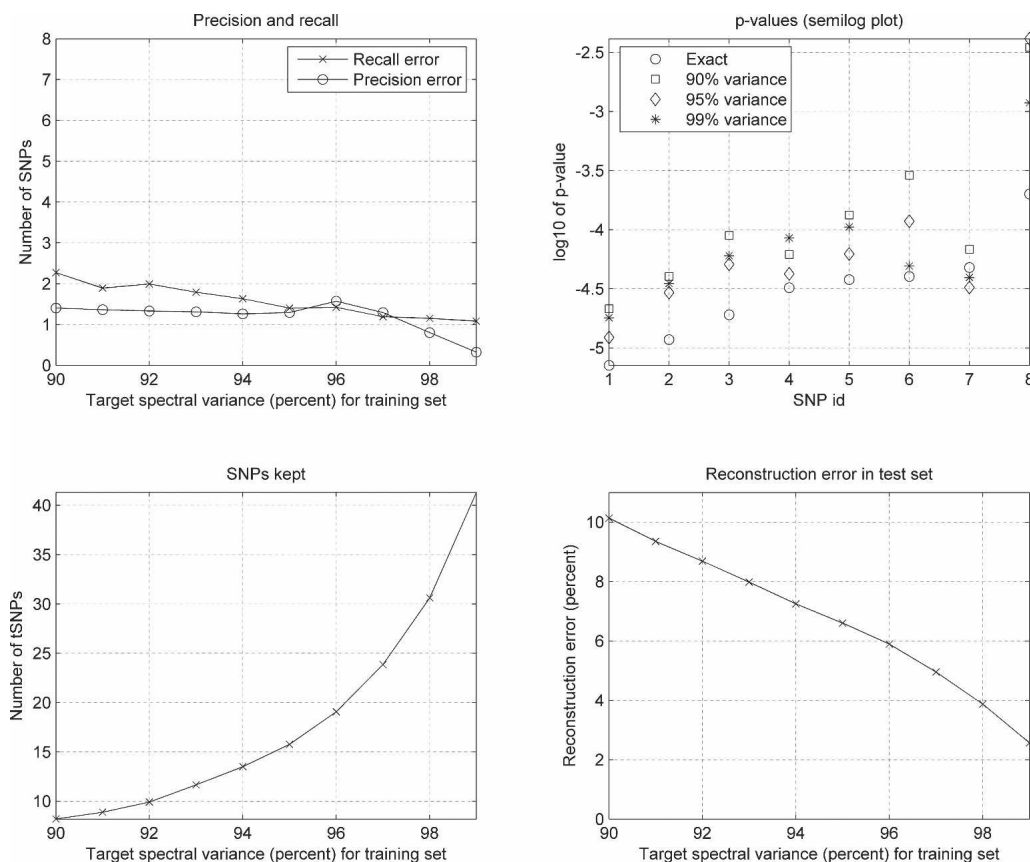 Precision and recall
8
7
6
5
4
3
2
1
0
Number of SNPs
Recall error
Precision error
90 92 94 96 98
Target spectral variance (percent) for training set
p-values (semilog plot)
-2.5
-3
-3.5
-4
-4.5
-5
log10 of p-value
Exact
90% variance
95% variance
99% variance
1 2 3 4 5 6 7 8
SNP id
SNPs kept
40
35
30
25
20
15
10
Number of tSNPs
90 92 94 96 98
Target spectral variance (percent) for training set
Reconstruction error in test set
10
8
6
4
2
0
Reconstruction error (percent)
90 92 94 96 98
Target spectral variance (percent) for training set